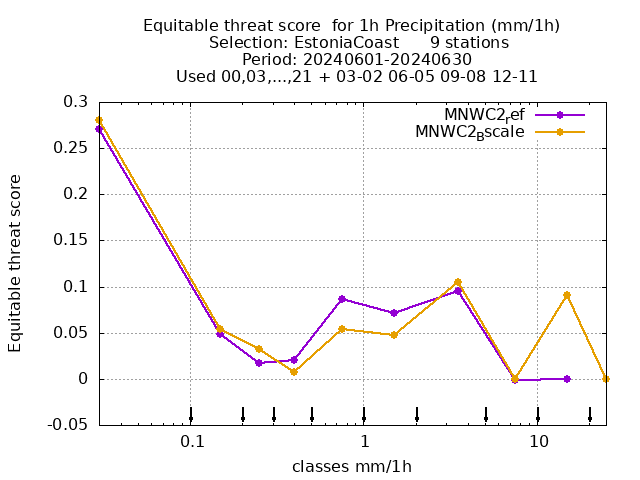 Equitable threat score  for 1h Precipitation (mm/1h)
Selection: EstoniaCoast      9 stations
Period: 20240601-20240630
Used 00,03,...,21 + 03-02 06-05 09-08 12-11
MNWC2ref
MNWC2Bscale
0.3
0.25
0.2
0.15
0.1
0.05
0
-0.05
Equitable threat score
0.1 1 10
classes mm/1h